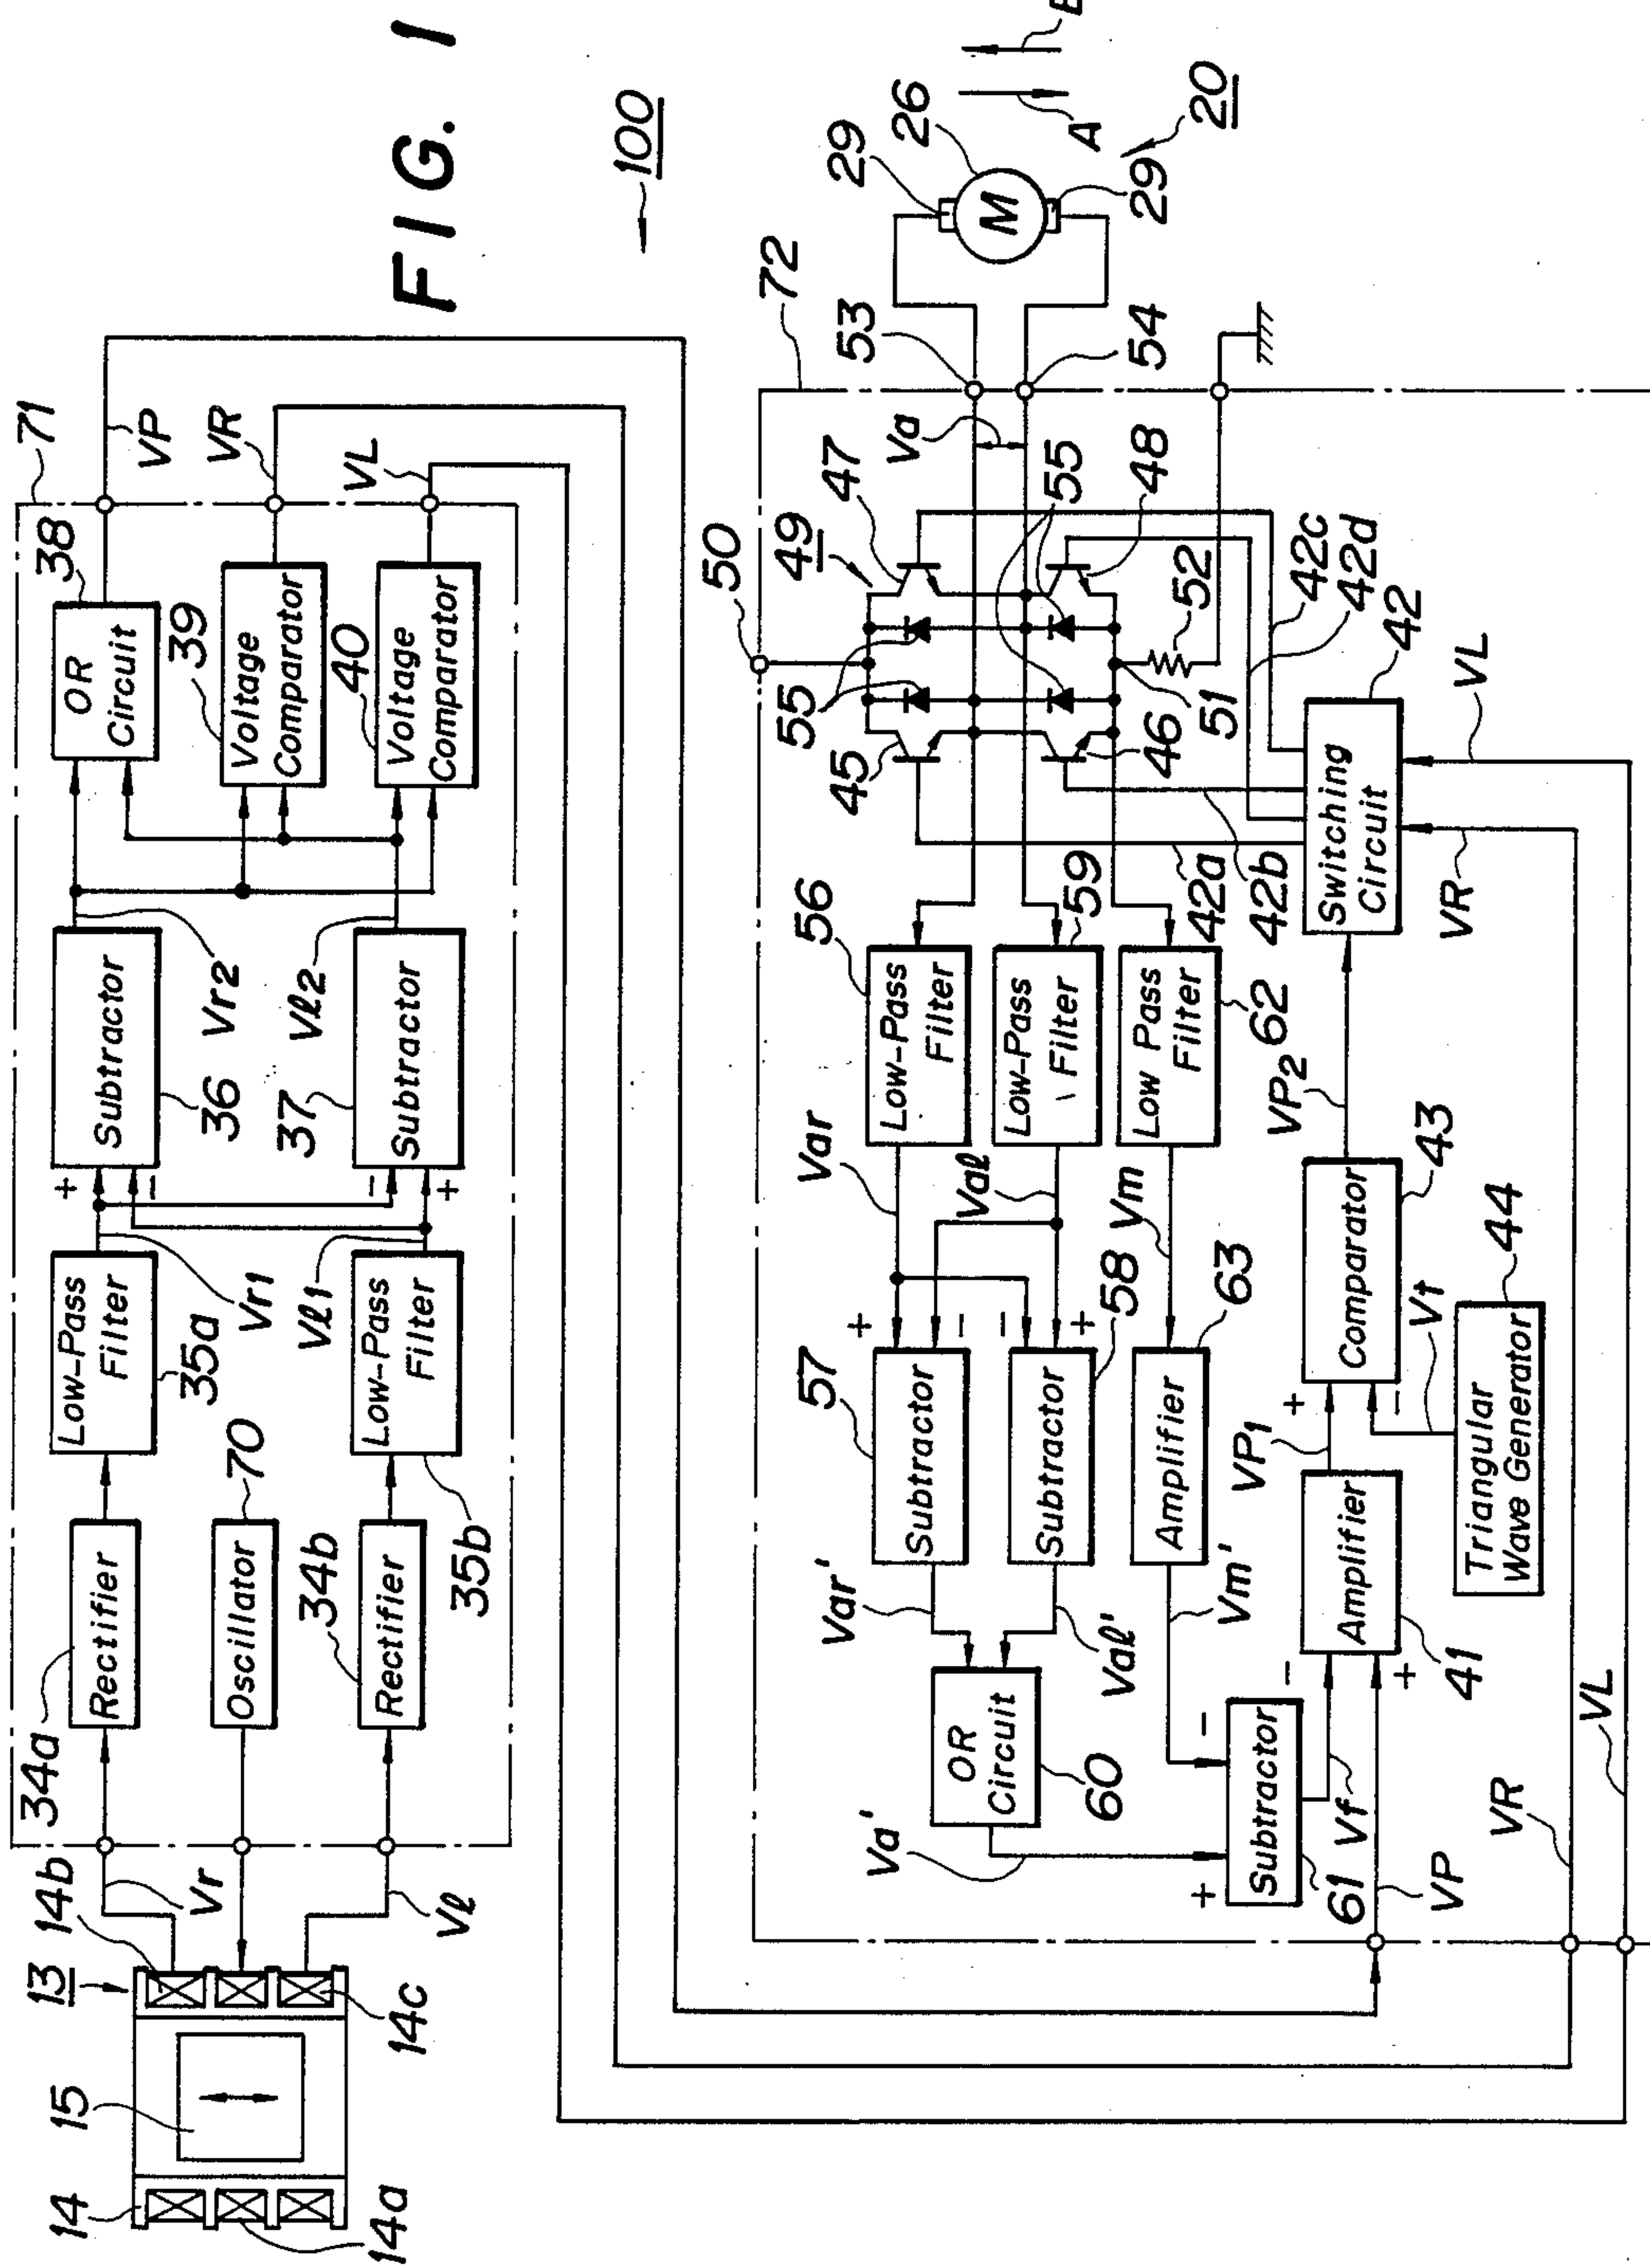 FIG. 1
100
71
VP
VR
VL
38
OR
Circuit
39
Voltage
Comparator
40
Voltage
Comparator
Subtractor
36
Vr2
Vl2
37
Subtractor
+
-
-
+
Low-Pass
Filter
35a
Vr1
Vl1
Low-Pass
Filter
35b
34a
Rectifier
Oscillator
70
34b
Rectifier
Vr
Vl
13
14b
14c
15
14
14a
72
50
49
47
Va
53
54
29
26
M
29
A
20
55
55
48
45
46
51
52
42c
42d
42
42a
42b
Switching
Circuit
VL
VR
56
Low-Pass
Filter
59
Low-Pass
Filter
62
Low Pass
Filter
Var
Val
Vm
57
Subtractor
+
-
-
+
58
Subtractor
63
Amplifier
Var'
Val'
Vm'
OR
Circuit
60
Va'
+
-
Subtractor
61
Vf
VP
-
+
Amplifier
41
VP1
+
-
Comparator
43
VP2
Vt
44
Triangular
Wave Generator
VR
VL